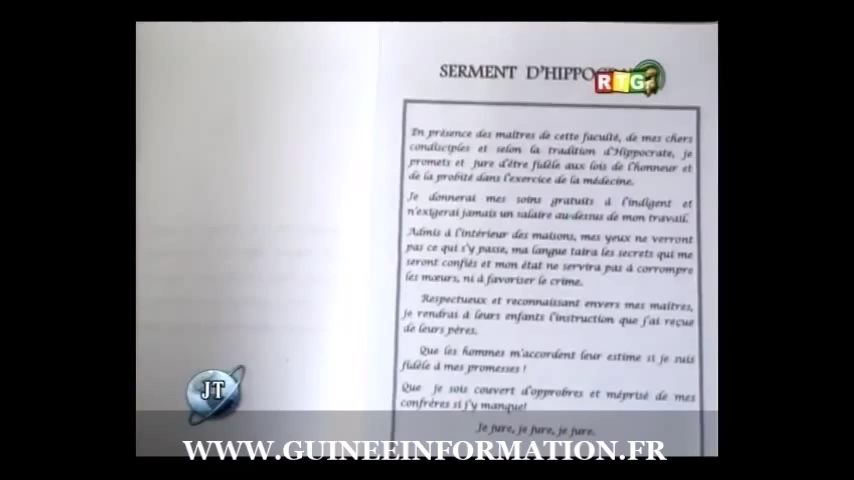 SERMENT D'HIPPOCRATE
RTG
En présence des maîtres de cette faculté, de mes chers
condisciples et selon la tradition d'Hippocrate, je
promets et jure d'être fidèle aux lois de l'honneur et
de la probité dans l'exercice de la médecine.
Je donnerai mes soins gratuits à l'indigent et
n'exigerai jamais un salaire au-dessus de mon travail.
Admis à l'intérieur des maisons, mes yeux ne verront
pas ce qui s'y passe, ma langue taira les secrets qui me
seront confiés et mon état ne servira pas à corrompre
les mœurs, ni à favoriser le crime.
Respectueux et reconnaissant envers mes maîtres,
je rendrai à leurs enfants l'instruction que j'ai reçue
de leurs pères.
Que les hommes m'accordent leur estime si je suis
fidèle à mes promesses !
Que je sois couvert d'opprobres et méprisé de mes
confrères si j'y manque!
Je jure, je jure, je jure.
JT
WWW.GUINEEINFORMATION.FR